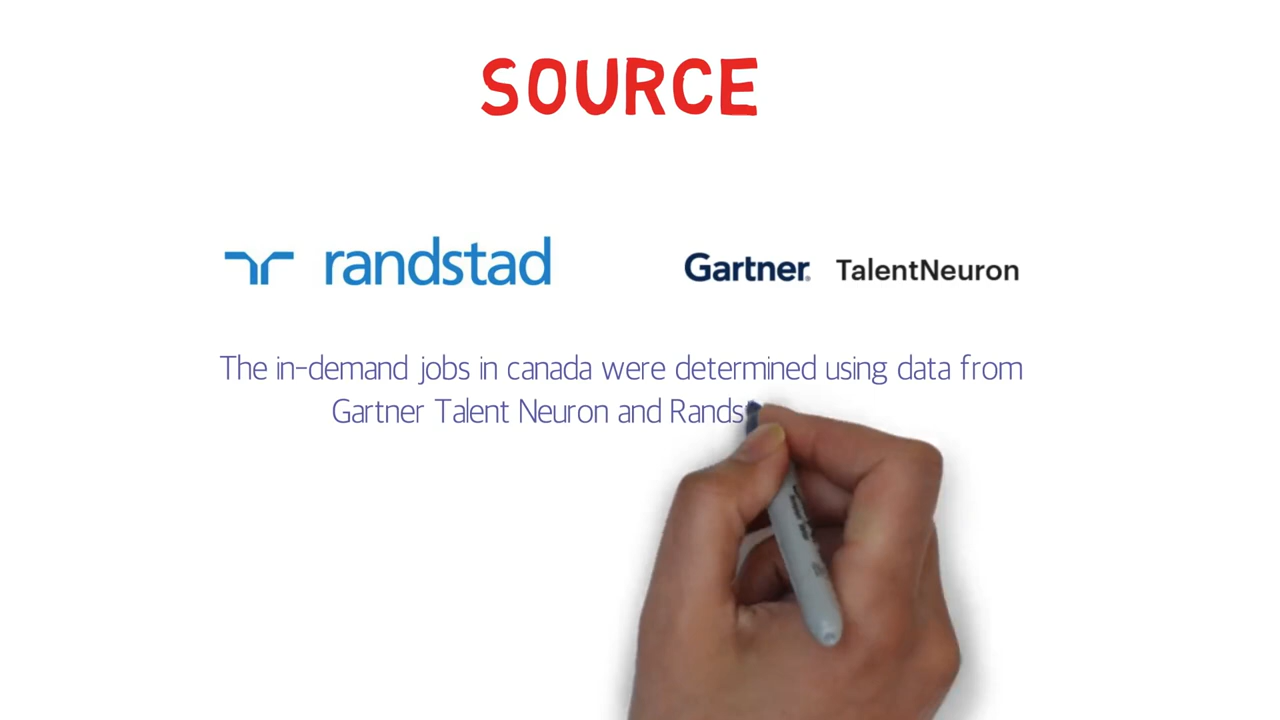 SOURCE
randstad
Gartner® TalentNeuron
The in-demand jobs in canada were determined using data from
Gartner Talent Neuron and Rands